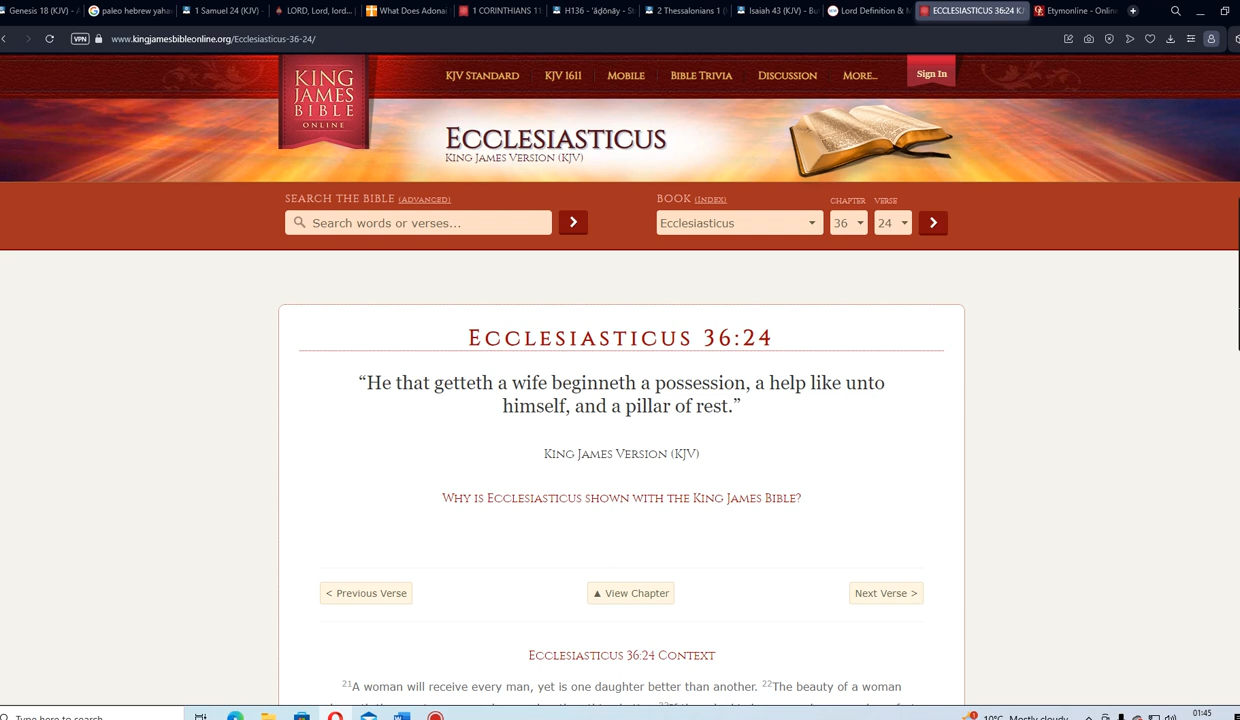 Genesis 18 (KJV) - A
paleo hebrew yaha
1 Samuel 24 (KJV) -
LORD, Lord, lord...
What Does Adonai
1 CORINTHIANS 11:
H136 - 'ăḏōnāy - St
2 Thessalonians 1 (
Isaiah 43 (KJV) - Bu
Lord Definition & M
ECCLESIASTICUS 36:24 KJ
Etymonline - Online
VPN www.kingjamesbibleonline.org/Ecclesiasticus-36-24/
KING JAMES BIBLE ONLINE
KJV STANDARD KJV 1611 MOBILE BIBLE TRIVIA DISCUSSION MORE... Sign In
ECCLESIASTICUS
KING JAMES VERSION (KJV)
SEARCH THE BIBLE (ADVANCED) BOOK (INDEX) CHAPTER VERSE
Search words or verses... Ecclesiasticus 36 24
ECCLESIASTICUS 36:24
“He that getteth a wife beginneth a possession, a help like unto
himself, and a pillar of rest.”
KING JAMES VERSION (KJV)
WHY IS ECCLESIASTICUS SHOWN WITH THE KING JAMES BIBLE?
< Previous Verse ▲ View Chapter Next Verse >
ECCLESIASTICUS 36:24 CONTEXT
21A woman will receive every man, yet is one daughter better than another. 22The beauty of a woman
Type here to search 10°C Mostly cloudy 01:45